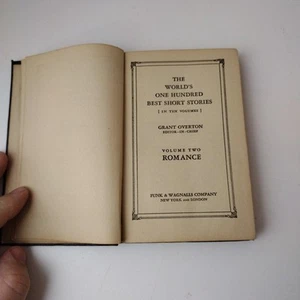 THE
WORLD'S
ONE HUNDRED
BEST SHORT STORIES
[ IN TEN VOLUMES ]
GRANT OVERTON
EDITOR-IN-CHIEF
VOLUME TWO
ROMANCE
FUNK & WAGNALLS COMPANY
NEW YORK AND LONDON